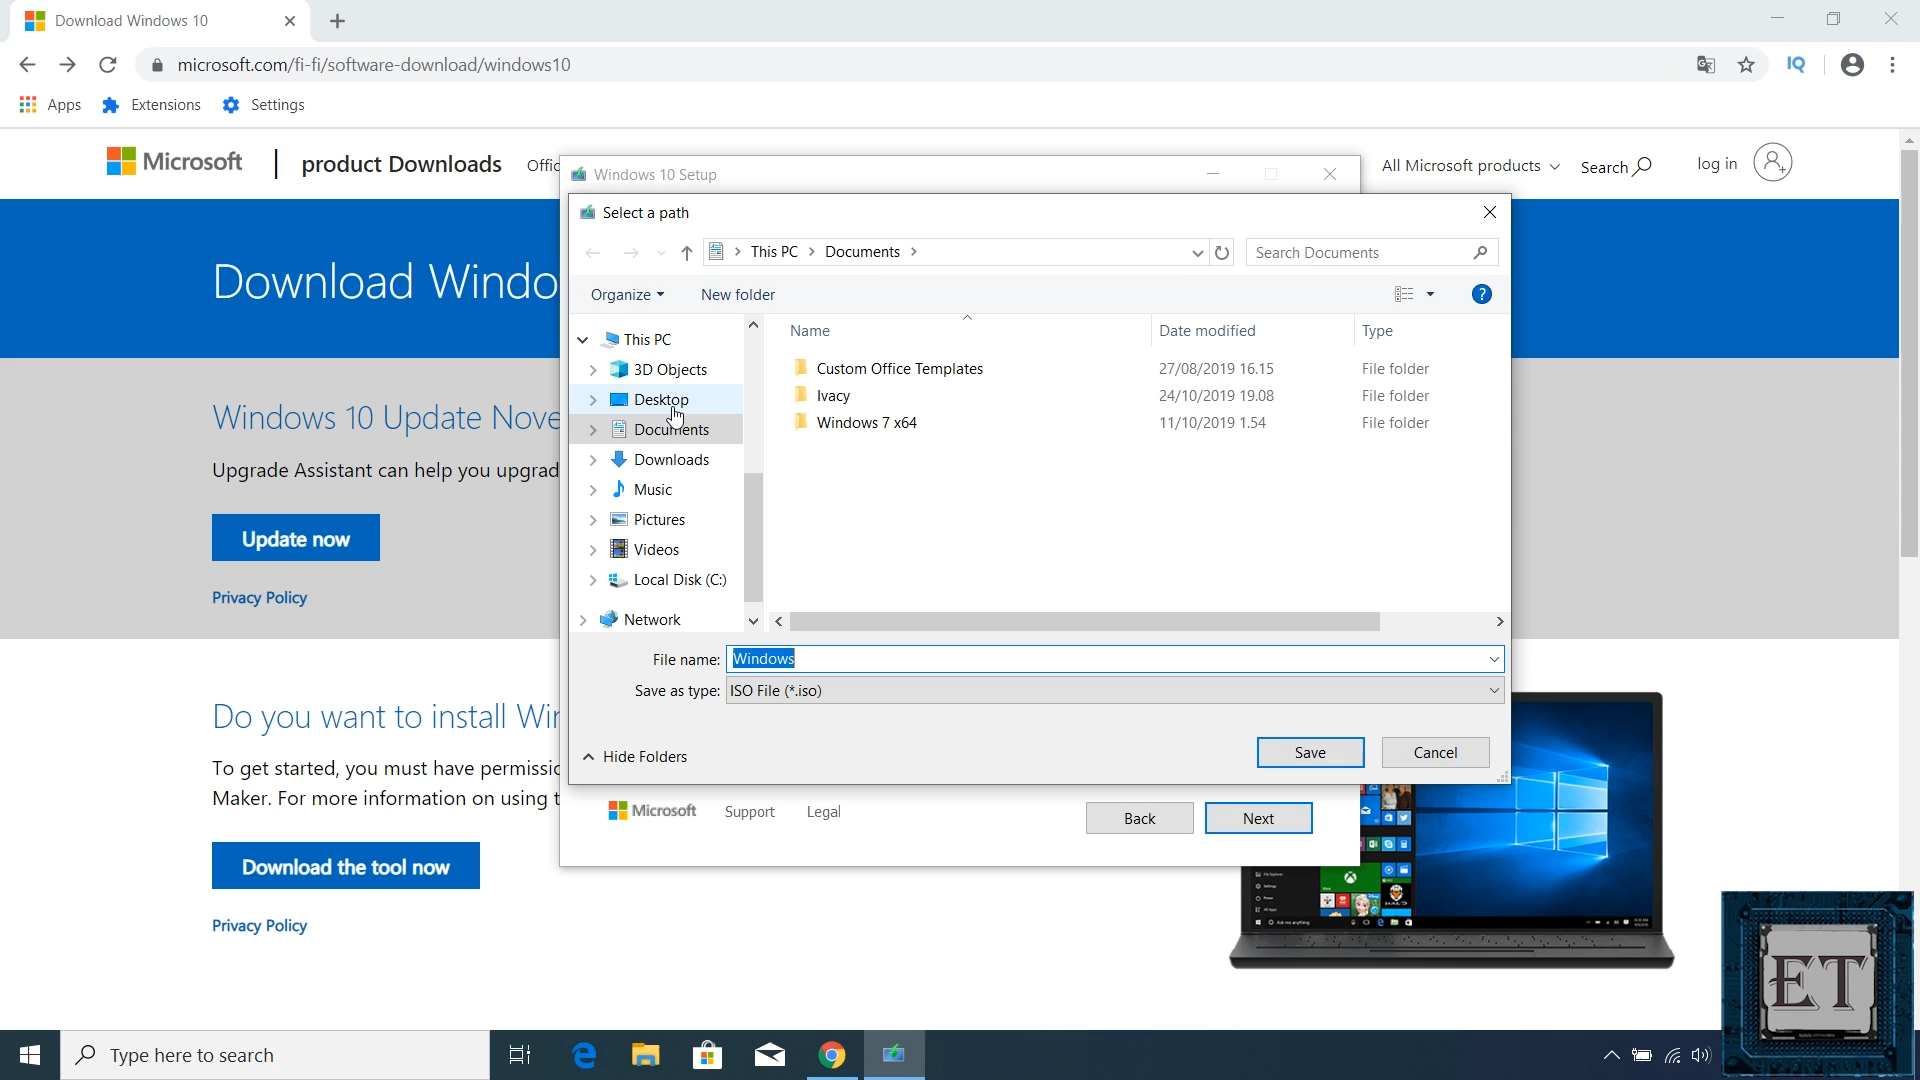 Download Windows 10
microsoft.com/fi-fi/software-download/windows10
IQ
Apps
Extensions
Settings
Microsoft
product Downloads
Offic
All Microsoft products
Search
log in
Windows 10 Setup
Select a path
This PC > Documents >
Search Documents
Download Windo
Organize
New folder
?
Name
Date modified
Type
This PC
3D Objects
Desktop
Documents
Downloads
Music
Pictures
Videos
Local Disk (C:)
Network
Custom Office Templates 27/08/2019 16.15 File folder
Ivacy 24/10/2019 19.08 File folder
Windows 7 x64 11/10/2019 1.54 File folder
Windows 10 Update Nove
Upgrade Assistant can help you upgrad
Update now
Privacy Policy
File name: Windows
Save as type: ISO File (*.iso)
Hide Folders
Save
Cancel
Do you want to install Wi
To get started, you must have permissio
Maker. For more information on using t
Download the tool now
Privacy Policy
Microsoft
Support
Legal
Back
Next
ET
Type here to search